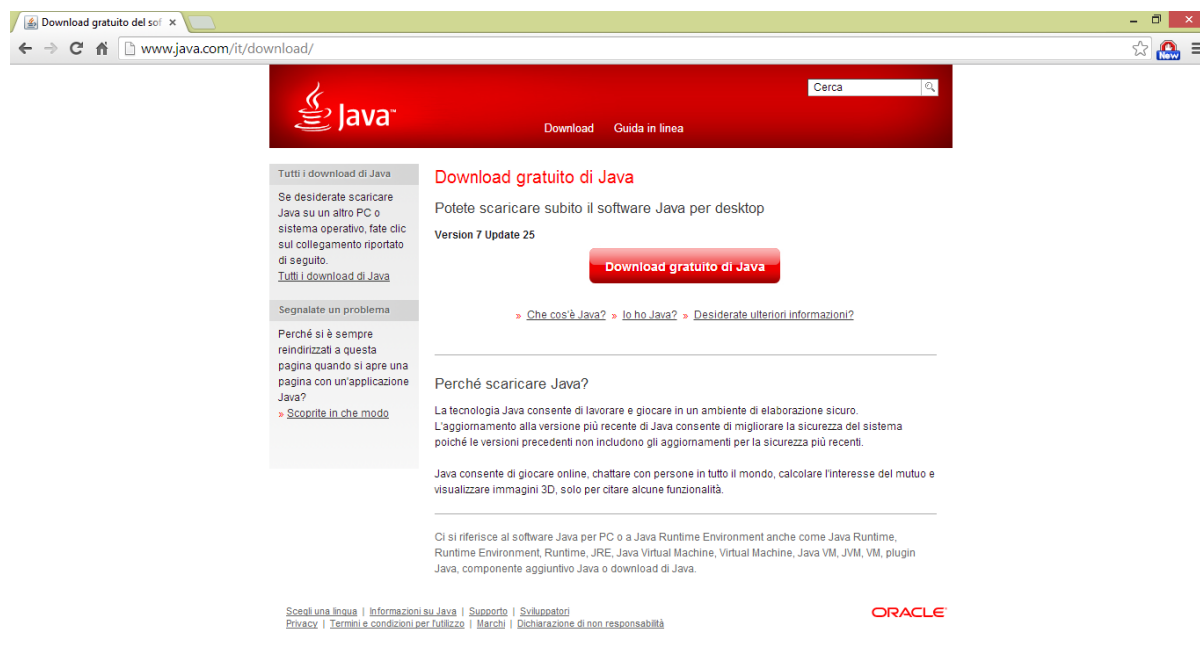 Download gratuito del sof
www.java.com/it/download/
New
Java™
Cerca
Download Guida in linea
Tutti i download di Java
Se desiderate scaricare
Java su un altro PC o
sistema operativo, fate clic
sul collegamento riportato
di seguito.
Tutti i download di Java
Segnalate un problema
Perché si è sempre
reindirizzati a questa
pagina quando si apre una
pagina con un'applicazione
Java?
» Scoprite in che modo
Download gratuito di Java
Potete scaricare subito il software Java per desktop
Version 7 Update 25
Download gratuito di Java
» Che cos'è Java? » Io ho Java? » Desiderate ulteriori informazioni?
Perché scaricare Java?
La tecnologia Java consente di lavorare e giocare in un ambiente di elaborazione sicuro.
L'aggiornamento alla versione più recente di Java consente di migliorare la sicurezza del sistema
poiché le versioni precedenti non includono gli aggiornamenti per la sicurezza più recenti.
Java consente di giocare online, chattare con persone in tutto il mondo, calcolare l'interesse del mutuo e
visualizzare immagini 3D, solo per citare alcune funzionalità.
Ci si riferisce al software Java per PC o a Java Runtime Environment anche come Java Runtime,
Runtime Environment, Runtime, JRE, Java Virtual Machine, Virtual Machine, Java VM, JVM, VM, plugin
Java, componente aggiuntivo Java o download di Java.
Scegli una lingua | Informazioni su Java | Supporto | Sviluppatori
Privacy | Termini e condizioni per l'utilizzo | Marchi | Dichiarazione di non responsabilità
ORACLE